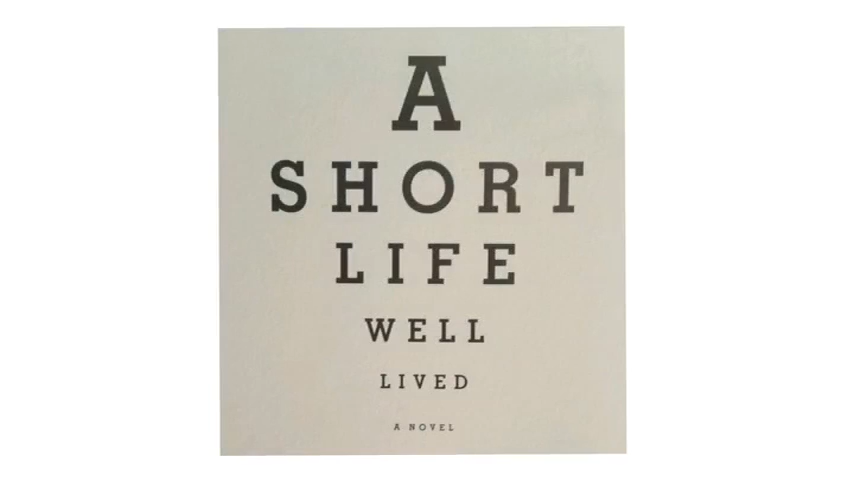 A
SHORT
LIFE
WELL
LIVED
A NOVEL